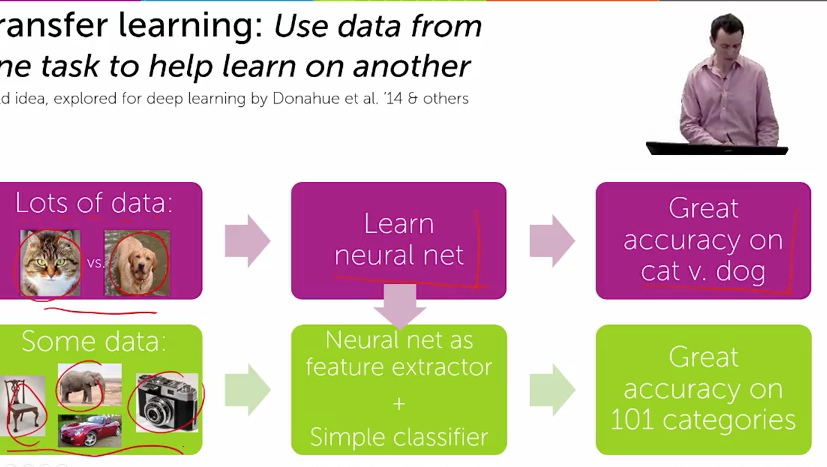 ransfer learning: Use data from
ne task to help learn on another
d idea, explored for deep learning by Donahue et al. '14 & others
Lots of data:
vs.
Learn
neural net
Great
accuracy on
cat v. dog
Some data:
Neural net as
feature extractor
+
Simple classifier
Great
accuracy on
101 categories